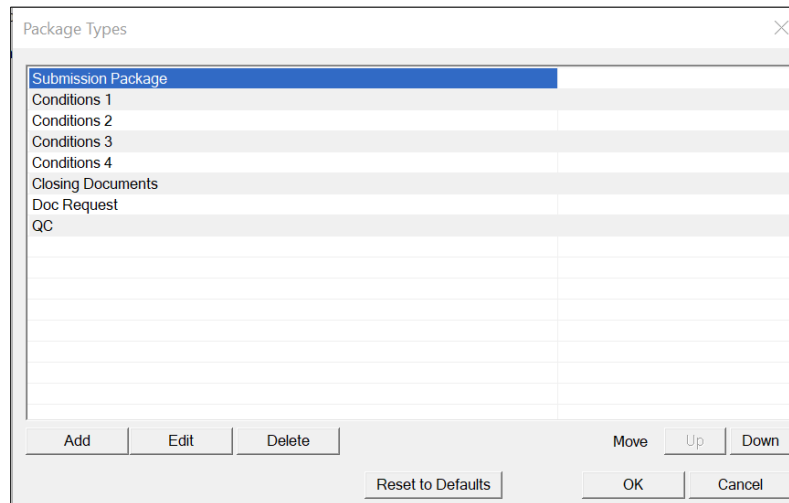 Package Types
Submission Package
Conditions 1
Conditions 2
Conditions 3
Conditions 4
Closing Documents
Doc Request
QC
Add Edit Delete Move Up Down
Reset to Defaults OK Cancel